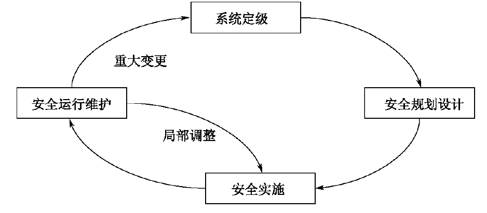 系统定级
重大变更
安全运行维护
安全规划设计
局部调整
安全实施